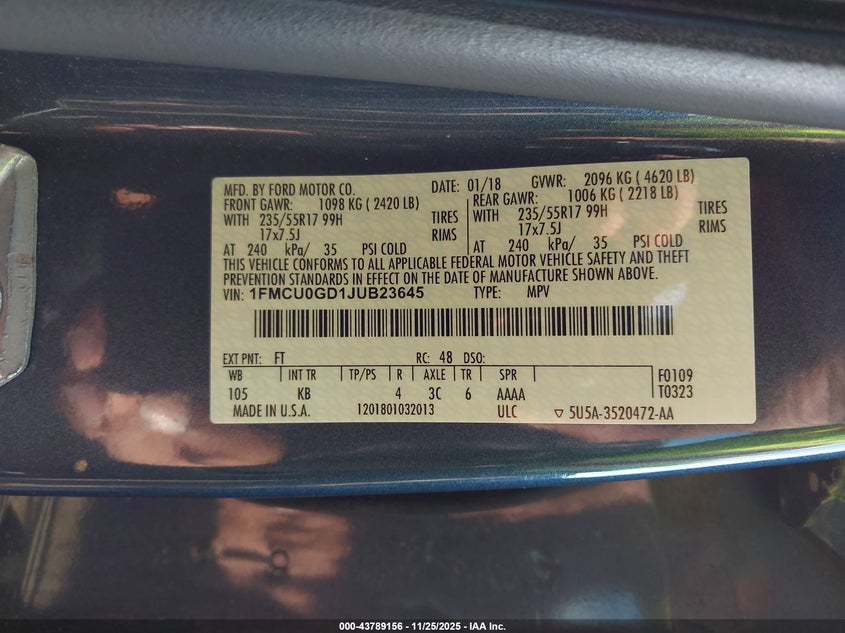 MFD. BY FORD MOTOR CO. DATE: 01/18 GVWR: 2096 KG ( 4620 LB)
FRONT GAWR: 1098 KG ( 2420 LB) REAR GAWR: 1006 KG ( 2218 LB)
WITH 235/55R17 99H TIRES WITH 235/55R17 99H TIRES
17x7.5J RIMS 17x7.5J RIMS
AT 240 kPa/ 35 PSI COLD AT 240 kPa/ 35 PSI COLD
THIS VEHICLE CONFORMS TO ALL APPLICABLE FEDERAL MOTOR VEHICLE SAFETY AND THEFT
PREVENTION STANDARDS IN EFFECT ON THE DATE OF MANUFACTURE SHOWN ABOVE.
VIN: 1FMCU0GD1JUB23645 TYPE: MPV
EXT PNT: FT RC: 48 DSO:
WB INT TR TP/PS R AXLE TR SPR F0109
105 KB 4 3C 6 AAAA T0323
MADE IN U.S.A. 1201801032013 ULC ▽ 5U5A-3520472-AA
000-43789156 - 11/25/2025 - IAA Inc.